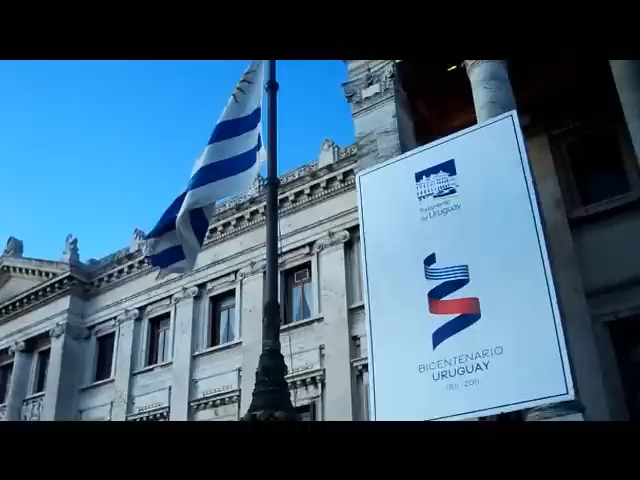 Parlamento
del Uruguay
BICENTENARIO
URUGUAY
1811 - 2011